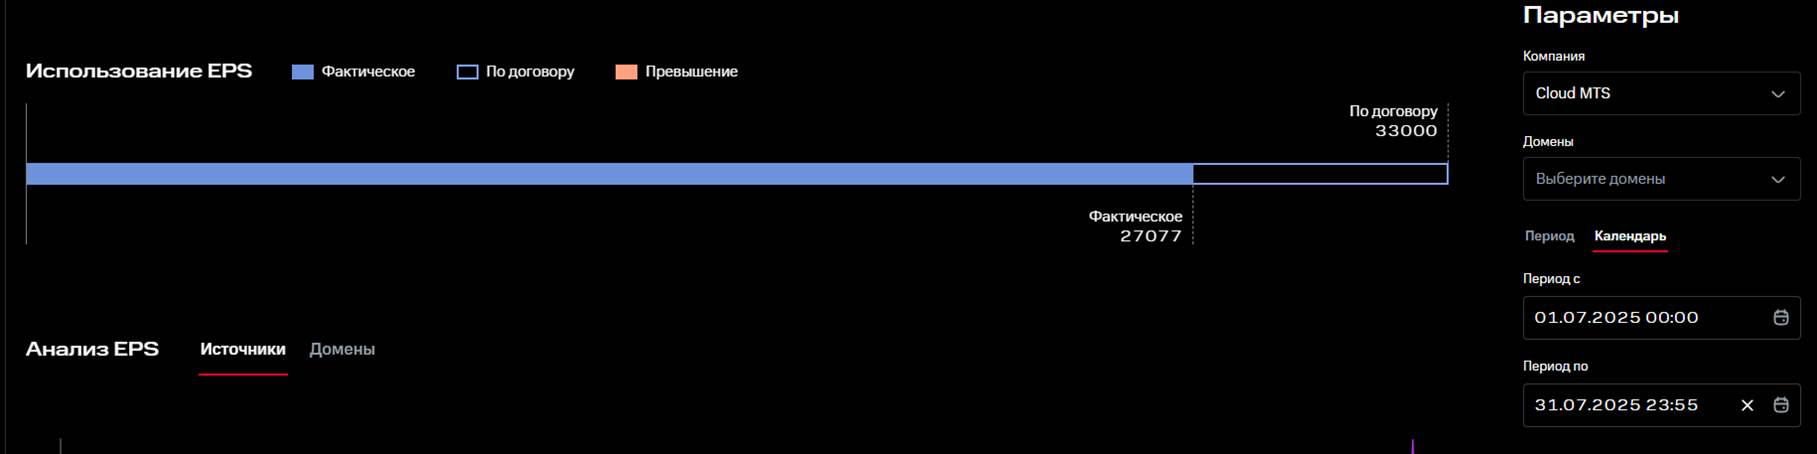 Использование EPS
Фактическое
По договору
Превышение
По договору
33000
Фактическое
27077
Анализ EPS
Источники
Домены
Параметры
Компания
Cloud MTS
Домены
Выберите домены
Период
Календарь
Период с
01.07.2025 00:00
Период по
31.07.2025 23:55